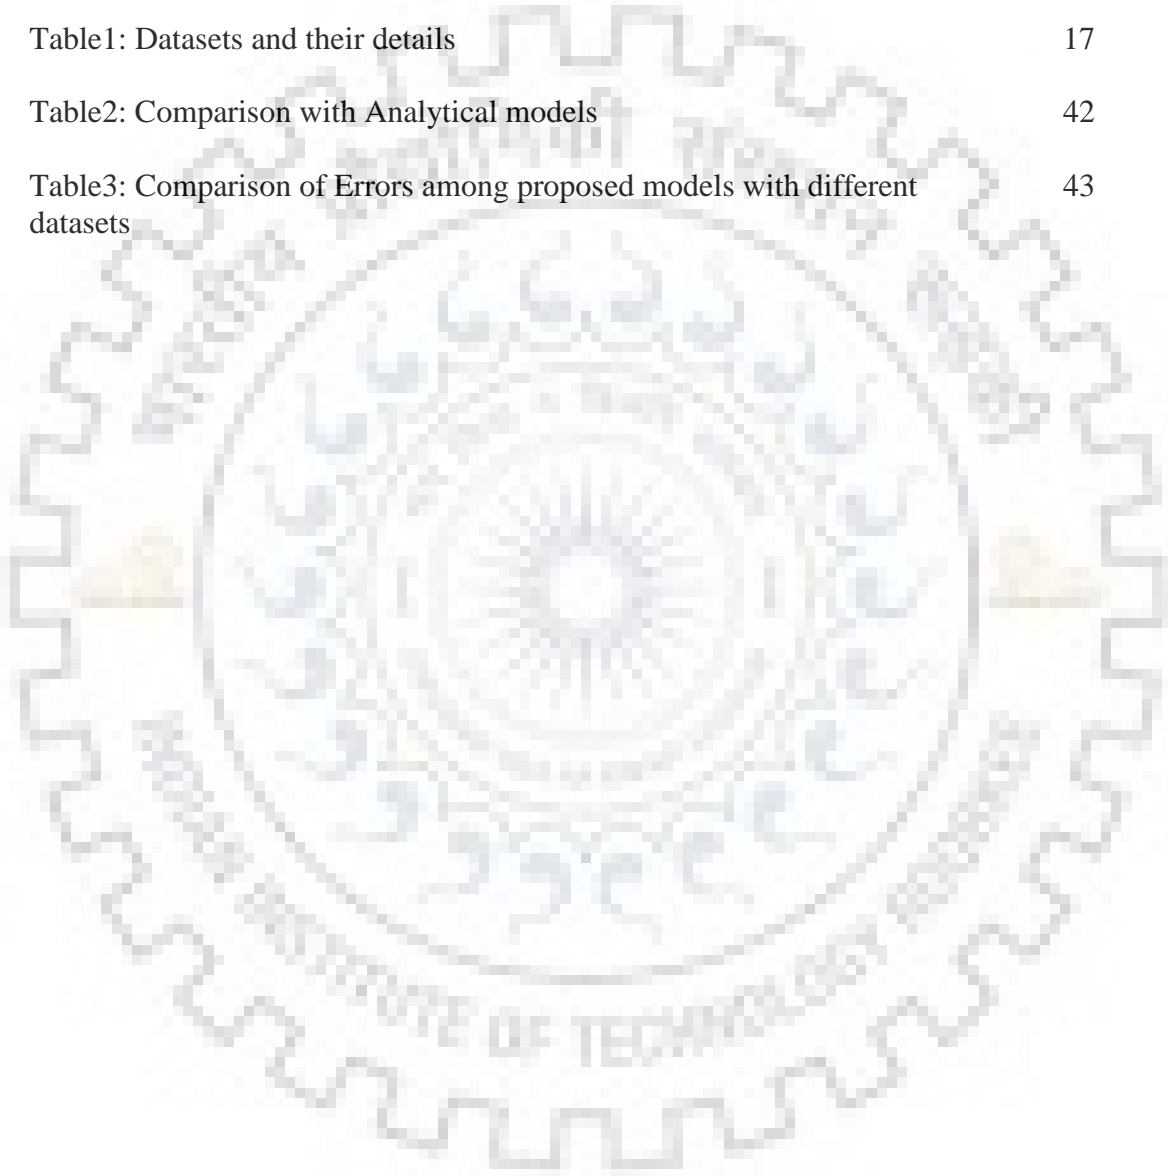 Table1: Datasets and their details 17
Table2: Comparison with Analytical models 42
Table3: Comparison of Errors among proposed models with different 43
datasets
INSTITUTE OF TECHNOLOGY